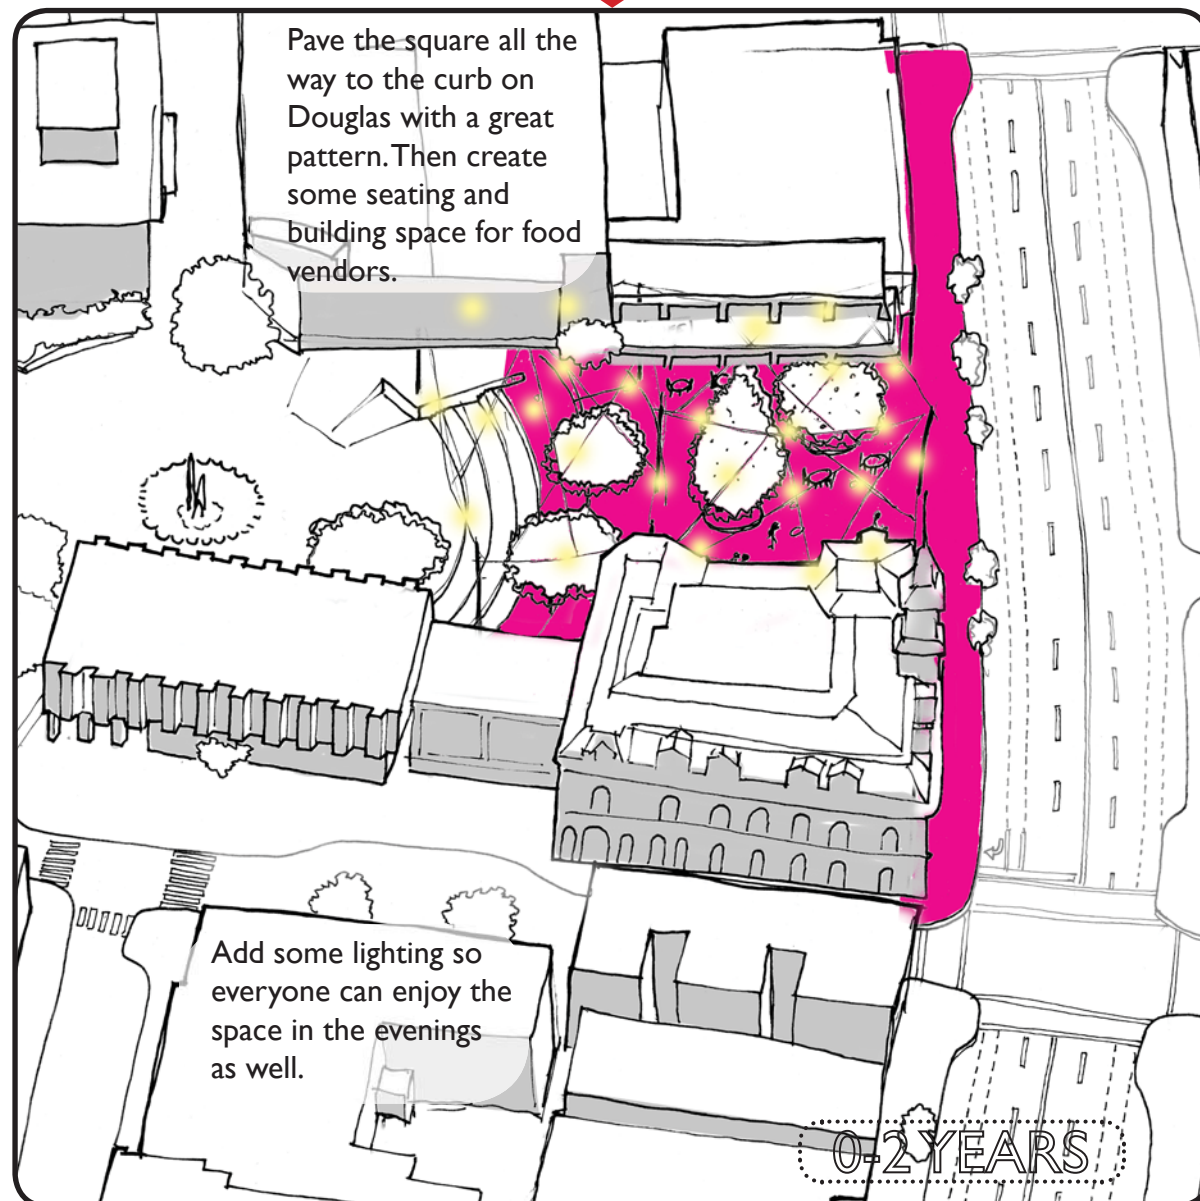 Pave the square all the
way to the curb on
Douglas with a great
pattern. Then create
some seating and
building space for food
vendors.
Add some lighting so
everyone can enjoy the
space in the evenings
as well.
0-2 YEARS